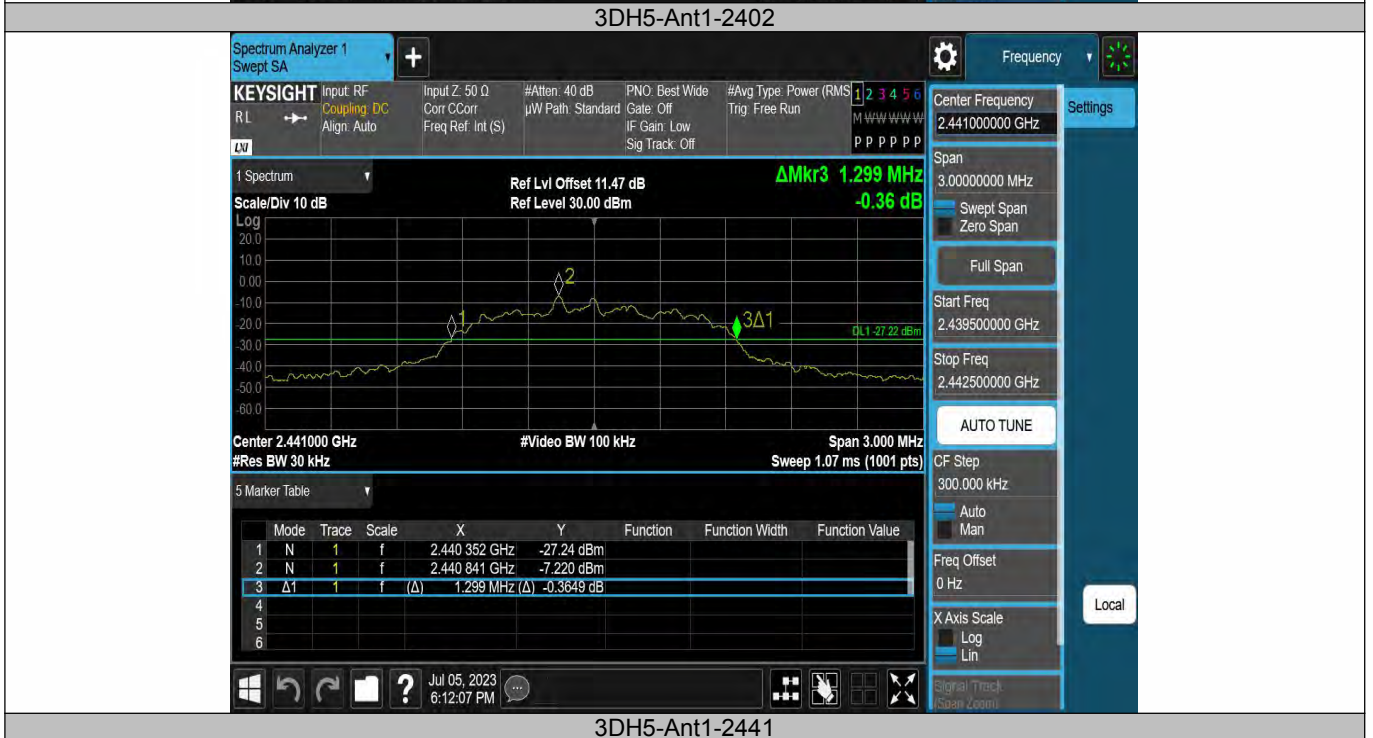 3DH5-Ant1-2402
Spectrum Analyzer 1
Swept SA
Frequency
KEYSIGHT
RL
LXI
Input: RF
Coupling: DC
Align: Auto
Input Z: 50 Ω
Corr CCorr
Freq Ref: Int (S)
#Atten: 40 dB
µW Path: Standard
PNO: Best Wide
Gate: Off
IF Gain: Low
Sig Track: Off
#Avg Type: Power (RMS
Trig: Free Run
1 2 3 4 5 6
M W W W W W
P P P P P P
Center Frequency
2.441000000 GHz
Settings
1 Spectrum
Scale/Div 10 dB
Ref Lvl Offset 11.47 dB
Ref Level 30.00 dBm
ΔMkr3 1.299 MHz
-0.36 dB
Span
3.00000000 MHz
Swept Span
Zero Span
Full Span
Start Freq
2.439500000 GHz
Stop Freq
2.442500000 GHz
AUTO TUNE
CF Step
300.000 kHz
Auto
Man
Freq Offset
0 Hz
X Axis Scale
Log
Lin
Signal Track
(Span Zoom)
Local
Log
20.0
10.0
0.00
-10.0
-20.0
-30.0
-40.0
-50.0
-60.0
1
2
3Δ1
DL1 -27.22 dBm
Center 2.441000 GHz
#Video BW 100 kHz
Span 3.000 MHz
#Res BW 30 kHz
Sweep 1.07 ms (1001 pts)
5 Marker Table
Mode Trace Scale X Y Function Function Width Function Value
1 N 1 f 2.440 352 GHz -27.24 dBm
2 N 1 f 2.440 841 GHz -7.220 dBm
3 Δ1 1 f (Δ) 1.299 MHz (Δ) -0.3649 dB
4
5
6
?
Jul 05, 2023
6:12:07 PM
3DH5-Ant1-2441